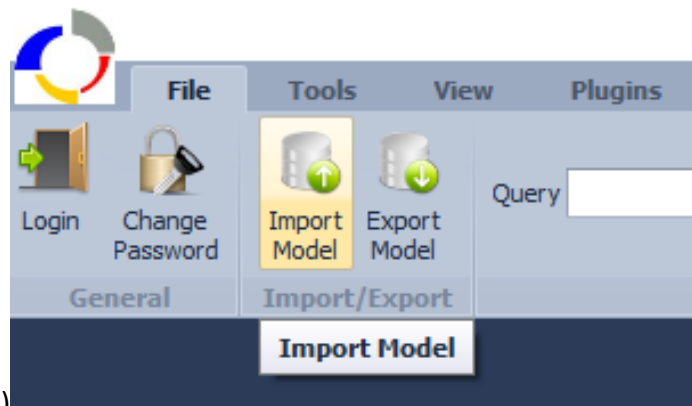 File Tools View Plugins
Login Change Password Import Model Export Model Query
General Import/Export
Import Model
)